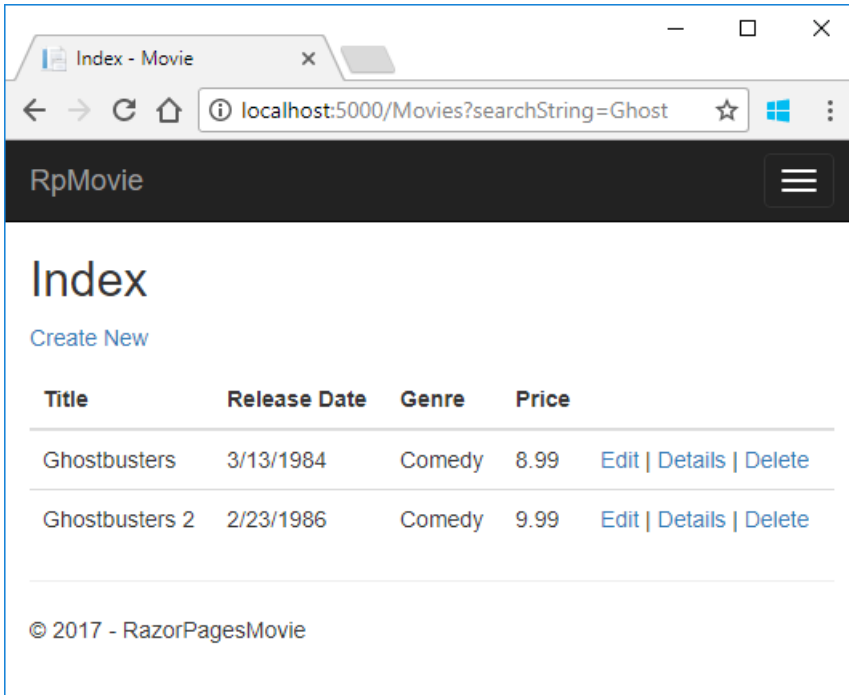 Index - Movie
localhost:5000/Movies?searchString=Ghost
RpMovie
Index
Create New
Title Release Date Genre Price
Ghostbusters 3/13/1984 Comedy 8.99 Edit | Details | Delete
Ghostbusters 2 2/23/1986 Comedy 9.99 Edit | Details | Delete
© 2017 - RazorPagesMovie